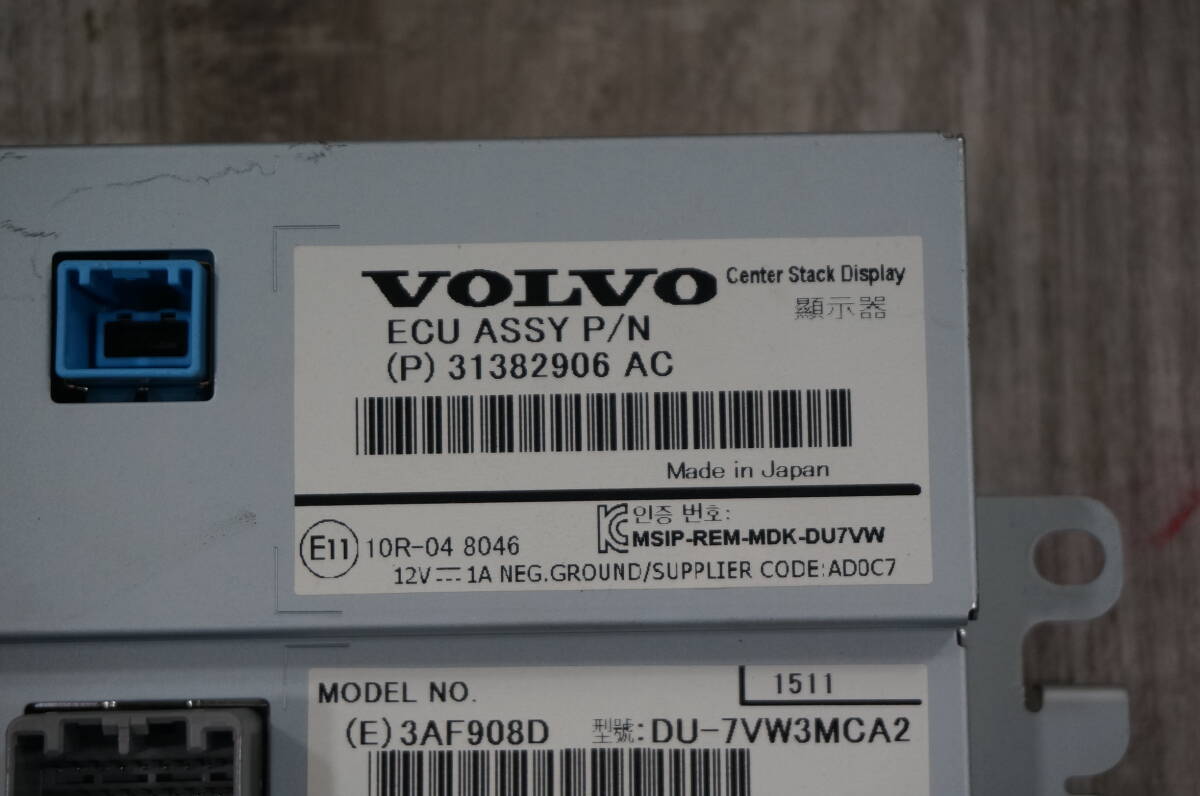 VOLVO Center Stack Display
顯示器
ECU ASSY P/N
(P) 31382906 AC
Made in Japan
E11 10R-04 8046
인증 번호:
MSIP-REM-MDK-DU7VW
12V⎓1A NEG.GROUND/SUPPLIER CODE:AD0C7
MODEL NO. 1511
(E)3AF908D 型號:DU-7VW3MCA2